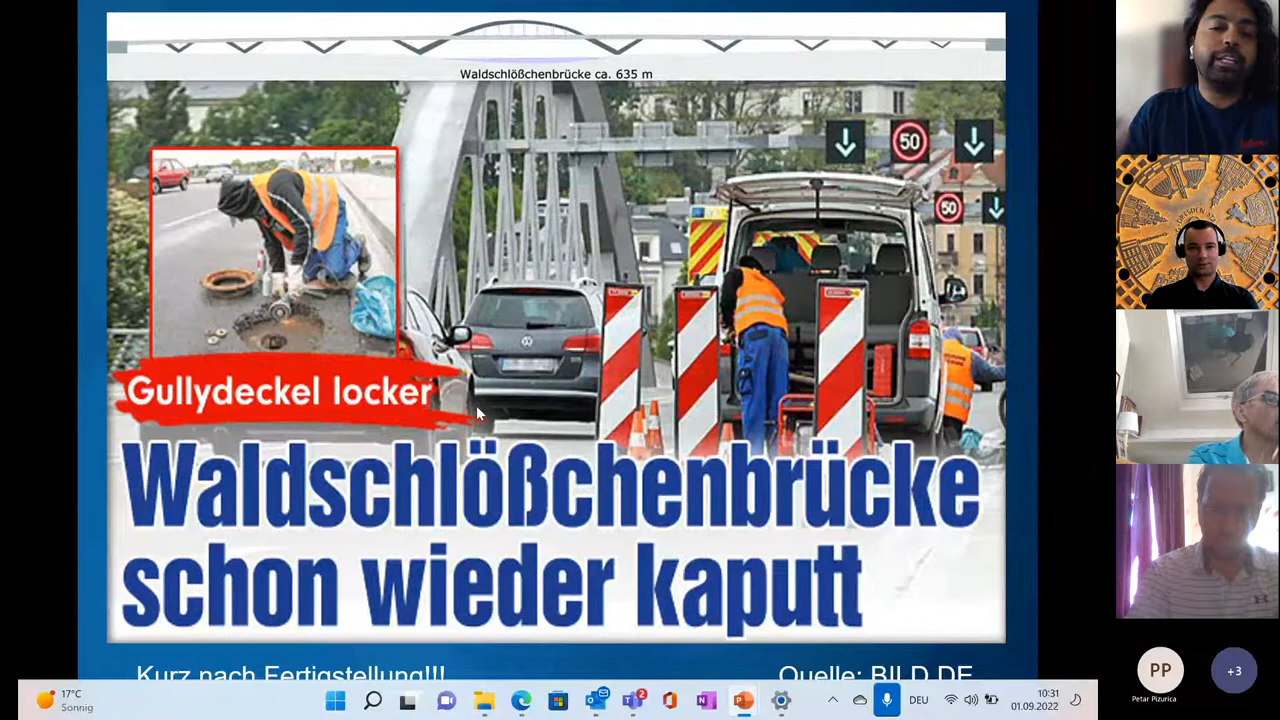 Waldschlößchenbrücke ca. 635 m
50
50
Gullydeckel locker
Waldschlößchenbrücke
schon wieder kaputt
Kurz nach Fertigstellung!!!
Quelle: BILD.DE
PP
Petar Pizurica
+3
17°C
Sonnig
2
DEU
10:31
01.09.2022